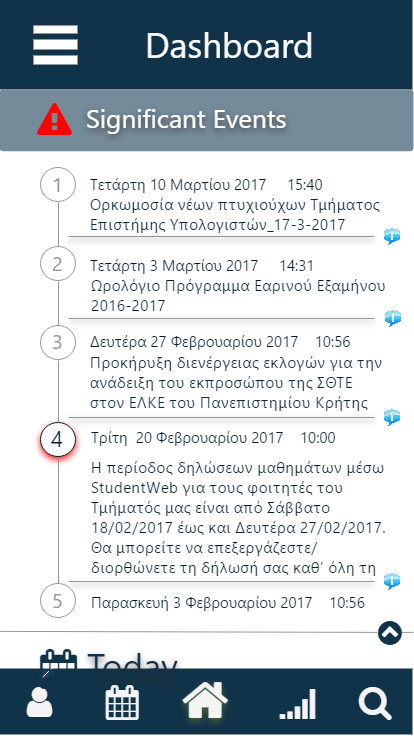 Dashboard
Significant Events
1
Τετάρτη 10 Μαρτίου 2017 15:40
Ορκωμοσία νέων πτυχιούχων Τμήματος
Επιστήμης Υπολογιστών_17-3-2017
2
Τετάρτη 3 Μαρτίου 2017 14:31
Ωρολόγιο Πρόγραμμα Εαρινού Εξαμήνου
2016-2017
3
Δευτέρα 27 Φεβρουαρίου 2017 10:56
Προκήρυξη διενέργειας εκλογών για την
ανάδειξη του εκπροσώπου της ΣΘΤΕ
στον ΕΛΚΕ του Πανεπιστημίου Κρήτης
4
Τρίτη 20 Φεβρουαρίου 2017 10:00
Η περίοδος δηλώσεων μαθημάτων μέσω
StudentWeb για τους φοιτητές του
Τμήματός μας είναι από Σάββατο
18/02/2017 έως και Δευτέρα 27/02/2017.
Θα μπορείτε να επεξεργάζεστε/
διορθώνετε τη δήλωσή σας καθ' όλη τη
5
Παρασκευή 3 Φεβρουαρίου 2017 10:56
Today